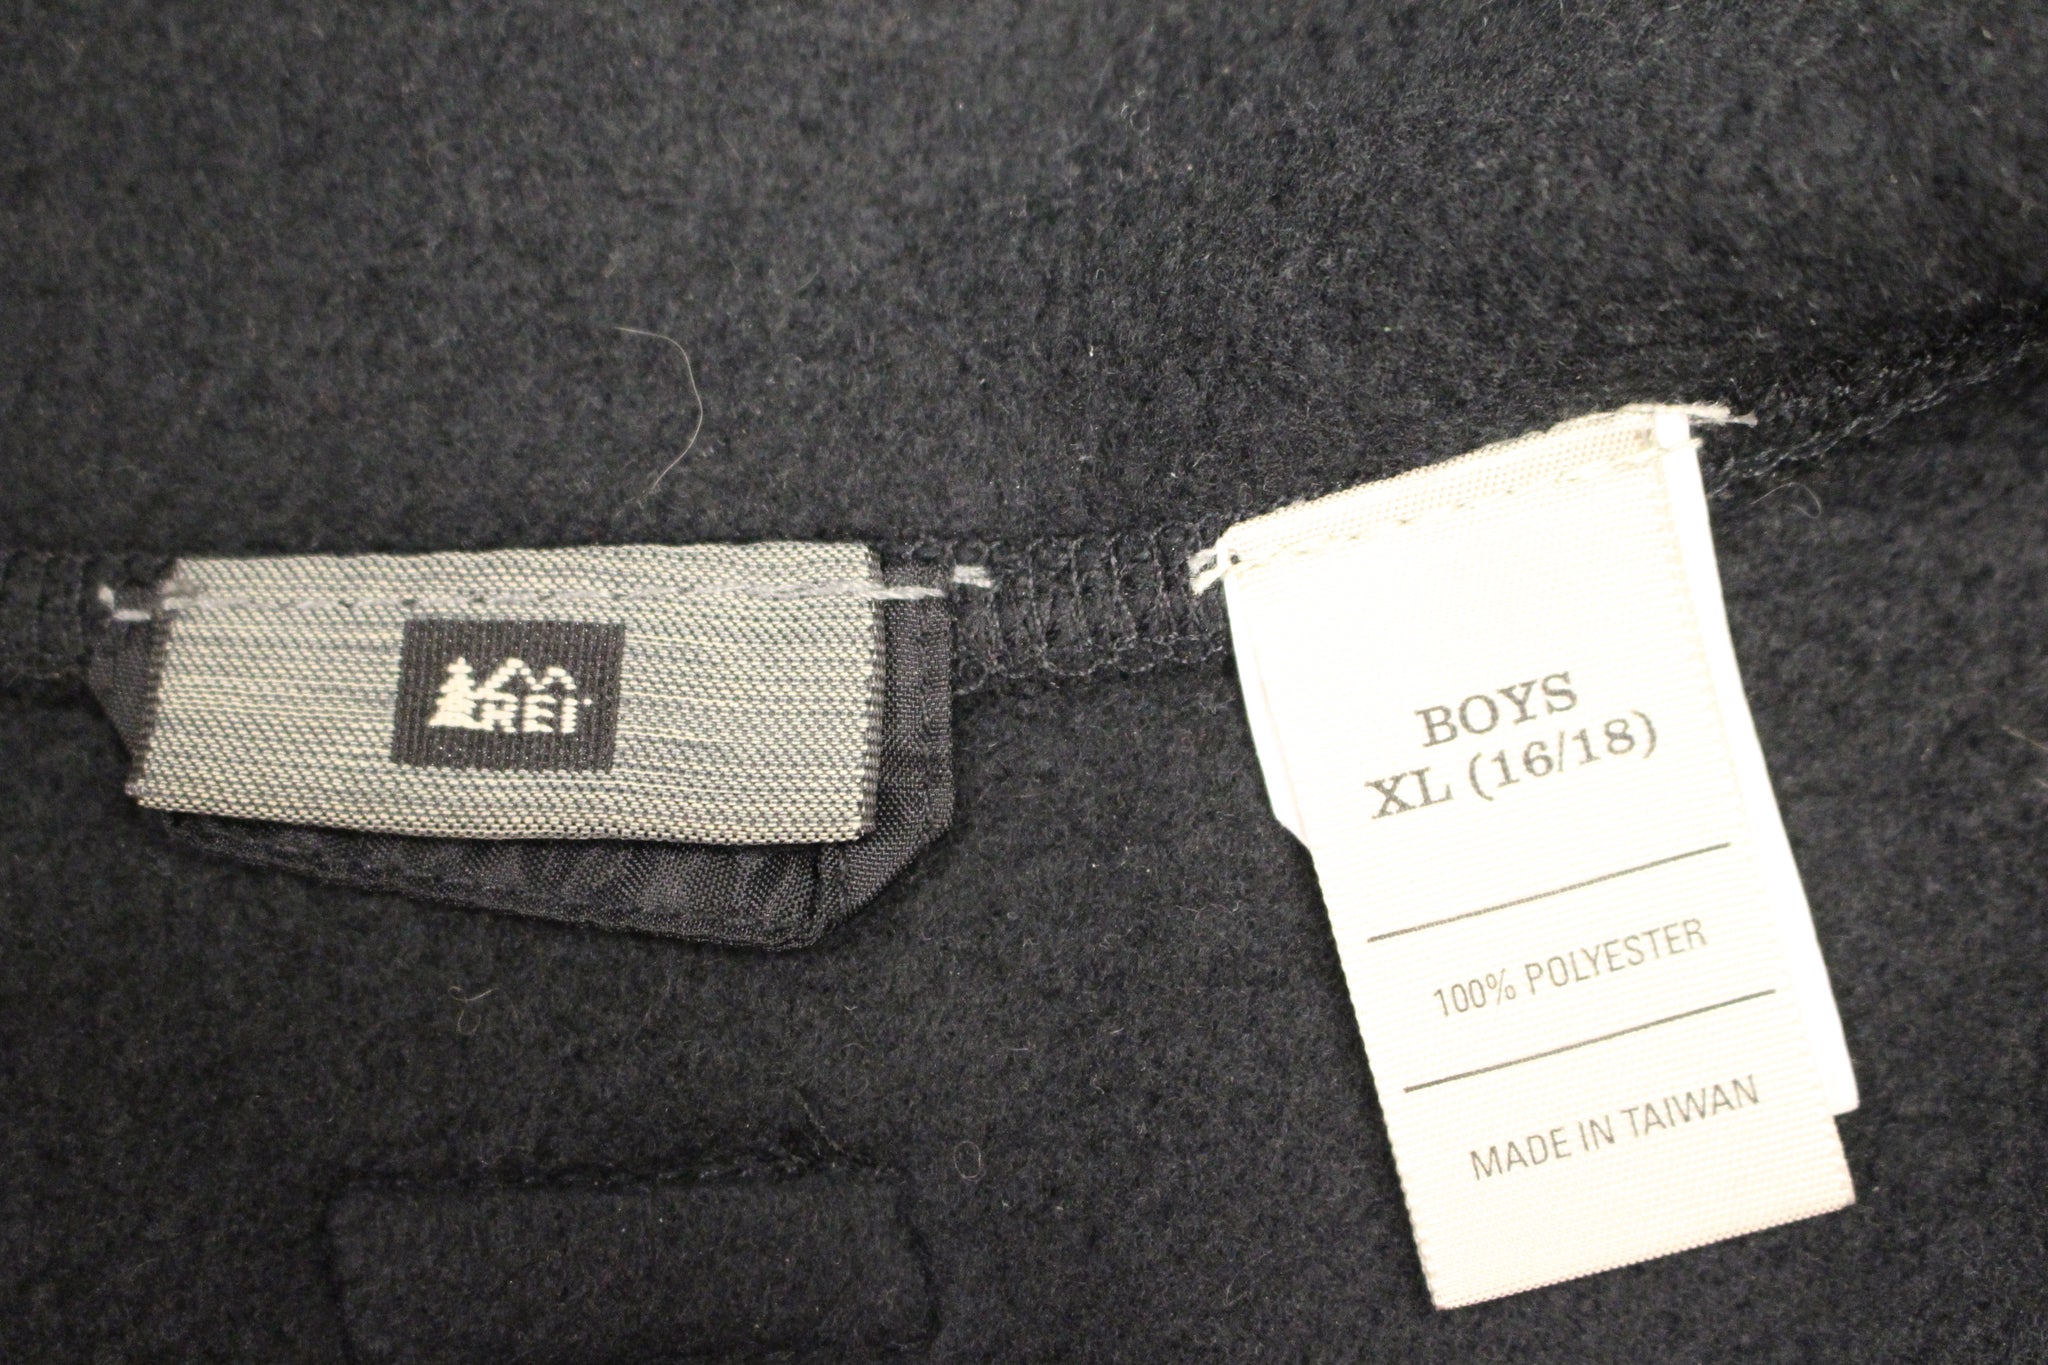 REI
BOYS
XL (16/18)
100% POLYESTER
MADE IN TAIWAN